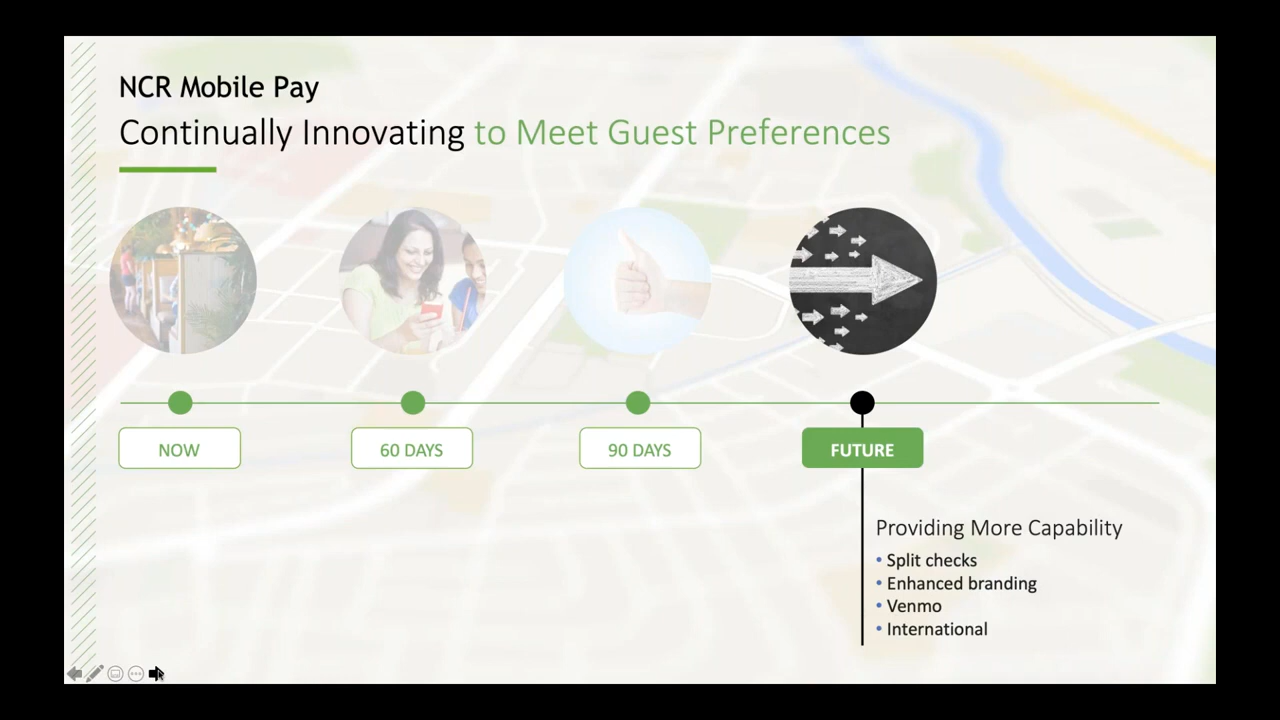 NCR Mobile Pay
Continually Innovating to Meet Guest Preferences
NOW
60 DAYS
90 DAYS
FUTURE
Providing More Capability
• Split checks
• Enhanced branding
• Venmo
• International